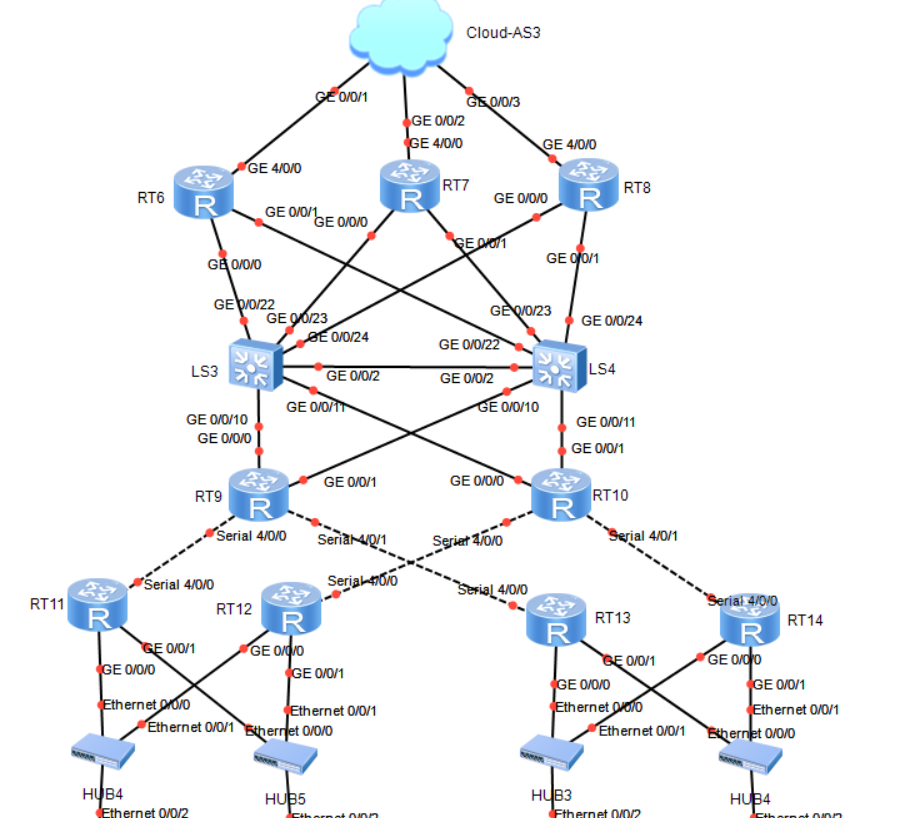 Cloud-AS3
GE 0/0/1
GE 0/0/3
GE 0/0/2
GE 4/0/0
GE 4/0/0
GE 4/0/0
RT6
R
RT7
R
RT8
R
GE 0/0/1
GE 0/0/0
GE 0/0/0
GE 0/0/1
GE 0/0/0
GE 0/0/1
GE 0/0/22
GE 0/0/23
GE 0/0/23
GE 0/0/24
GE 0/0/24
GE 0/0/22
LS3
GE 0/0/2
GE 0/0/2
LS4
GE 0/0/11
GE 0/0/10
GE 0/0/10
GE 0/0/11
GE 0/0/0
GE 0/0/1
GE 0/0/1
GE 0/0/0
RT9
R
RT10
R
Serial 4/0/0
Serial 4/0/1
Serial 4/0/0
Serial 4/0/1
Serial 4/0/0
Serial 4/0/0
Serial 4/0/0
Serial 4/0/0
RT11
R
RT12
R
RT13
R
RT14
R
GE 0/0/1
GE 0/0/0
GE 0/0/1
GE 0/0/0
GE 0/0/0
GE 0/0/1
GE 0/0/0
GE 0/0/1
Ethernet 0/0/0
Ethernet 0/0/1
Ethernet 0/0/0
Ethernet 0/0/1
Ethernet 0/0/1
Ethernet 0/0/0
Ethernet 0/0/1
Ethernet 0/0/0
HUB4
HUB5
HUB3
HUB4
Ethernet 0/0/2
Ethernet 0/0/2
Ethernet 0/0/2
Ethernet 0/0/2